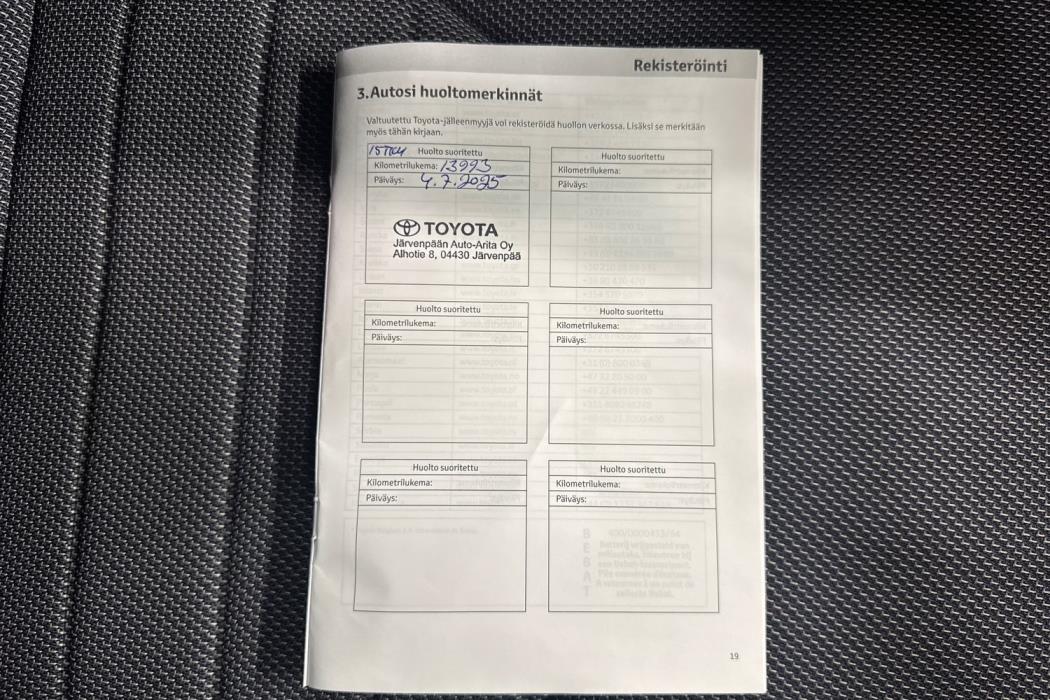 Rekisteröinti
3.Autosi huoltomerkinnät
Valtuutettu Toyota-jälleenmyyjä voi rekisteröidä huollon verkossa. Lisäksi se merkitään
myös tähän kirjaan.
15TKM Huolto suoritettu
Kilometrilukema: 13993
Päiväys: 4.7.2025
TOYOTA
Järvenpään Auto-Arita Oy
Alhotie 8, 04430 Järvenpää
Huolto suoritettu
Kilometrilukema:
Päiväys:
Huolto suoritettu
Kilometrilukema:
Päiväys:
Huolto suoritettu
Kilometrilukema:
Päiväys:
Huolto suoritettu
Kilometrilukema:
Päiväys:
Huolto suoritettu
Kilometrilukema:
Päiväys:
19